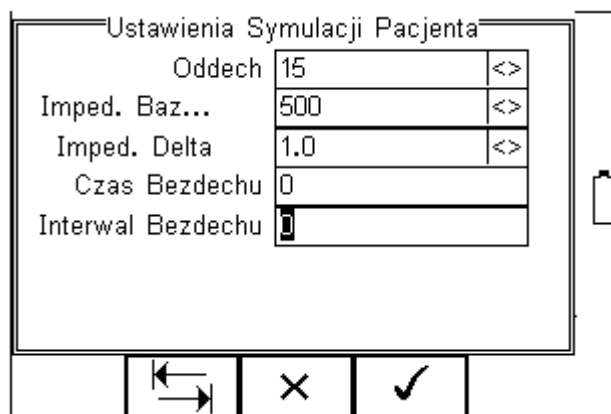 Ustawienia Symulacji Pacjenta
Oddech 15 <>
Imped. Baz... 500 <>
Imped. Delta 1.0 <>
Czas Bezdechu 0
Interwal Bezdechu 0